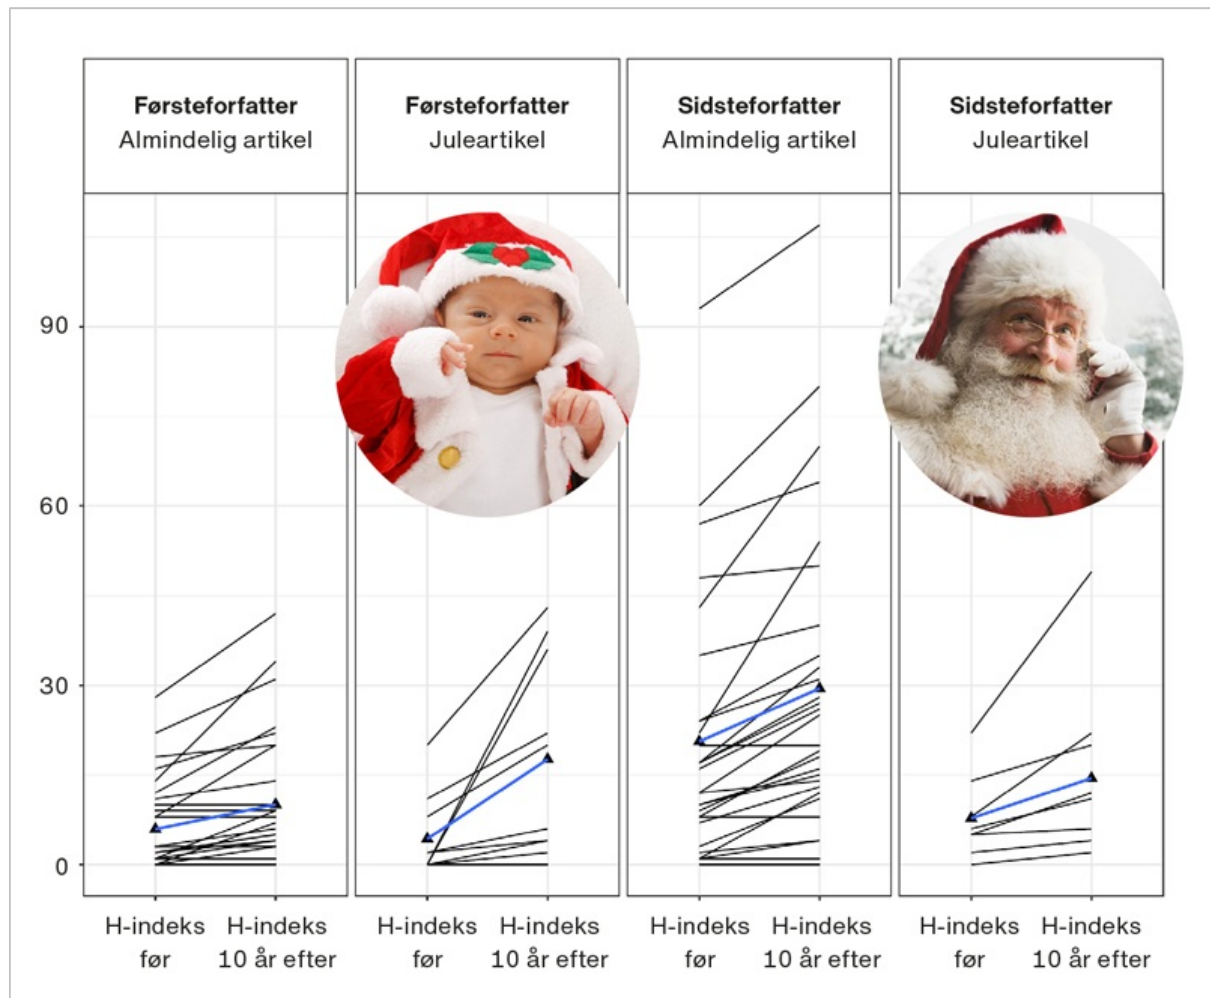 Førsteforfatter
Almindelig artikel
Førsteforfatter
Juleartikel
Sidsteforfatter
Almindelig artikel
Sidsteforfatter
Juleartikel
90
60
30
0
H-indeks
før
H-indeks
10 år efter
H-indeks
før
H-indeks
10 år efter
H-indeks
før
H-indeks
10 år efter
H-indeks
før
H-indeks
10 år efter